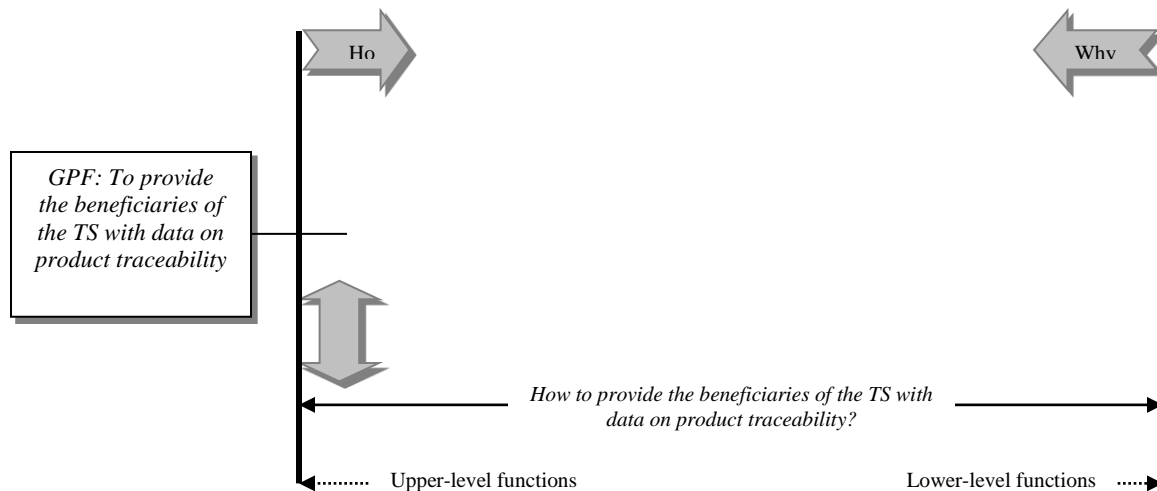 Ho
Why
GPF: To provide
the beneficiaries of
the TS with data on
product traceability
How to provide the beneficiaries of the TS with
data on product traceability?
Upper-level functions
Lower-level functions